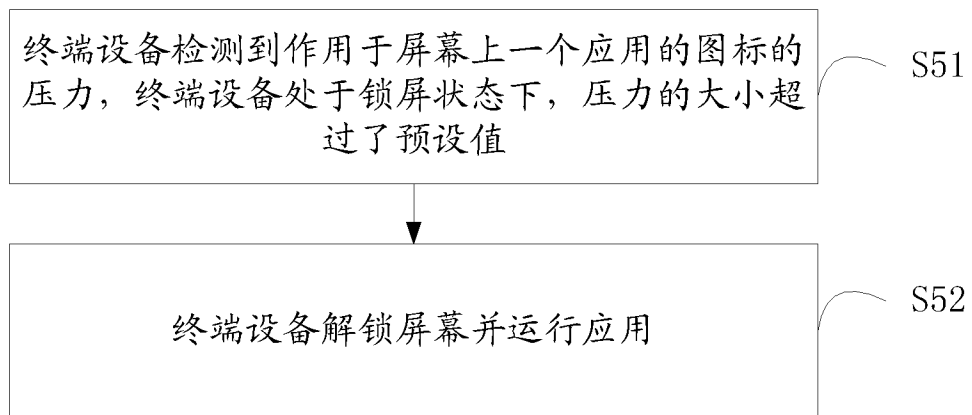 终端设备检测到作用于屏幕上一个应用的图标的
压力，终端设备处于锁屏状态下，压力的大小超
过了预设值
S51
终端设备解锁屏幕并运行应用
S52